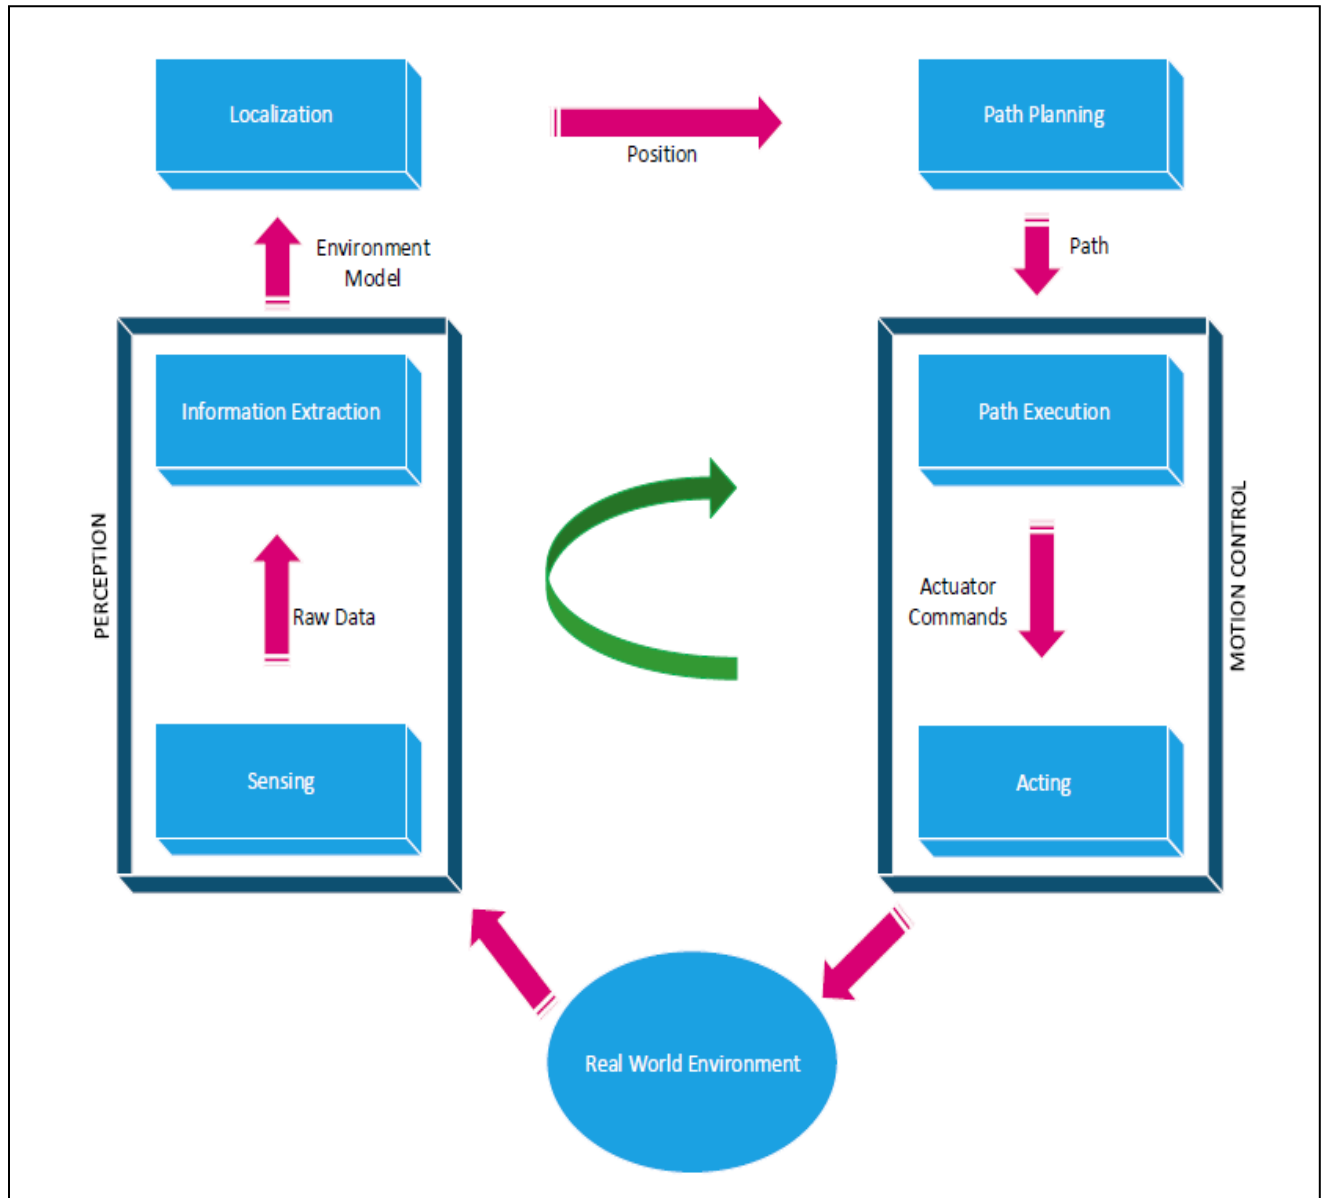 Localization
Position
Path Planning
Environment
Model
Path
PERCEPTION
Information Extraction
Raw Data
Sensing
Path Execution
Actuator
Commands
Acting
MOTION CONTROL
Real World Environment